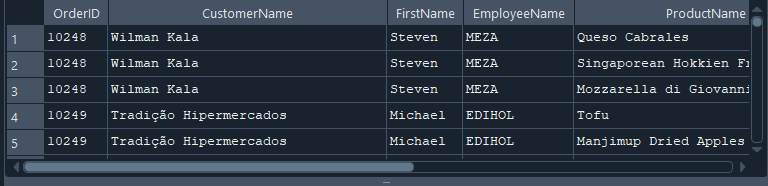 OrderID CustomerName FirstName EmployeeName ProductName
1 10248 Wilman Kala Steven MEZA Queso Cabrales
2 10248 Wilman Kala Steven MEZA Singaporean Hokkien Fr
3 10248 Wilman Kala Steven MEZA Mozzarella di Giovanni
4 10249 Tradição Hipermercados Michael EDIHOL Tofu
5 10249 Tradição Hipermercados Michael EDIHOL Manjimup Dried Apples